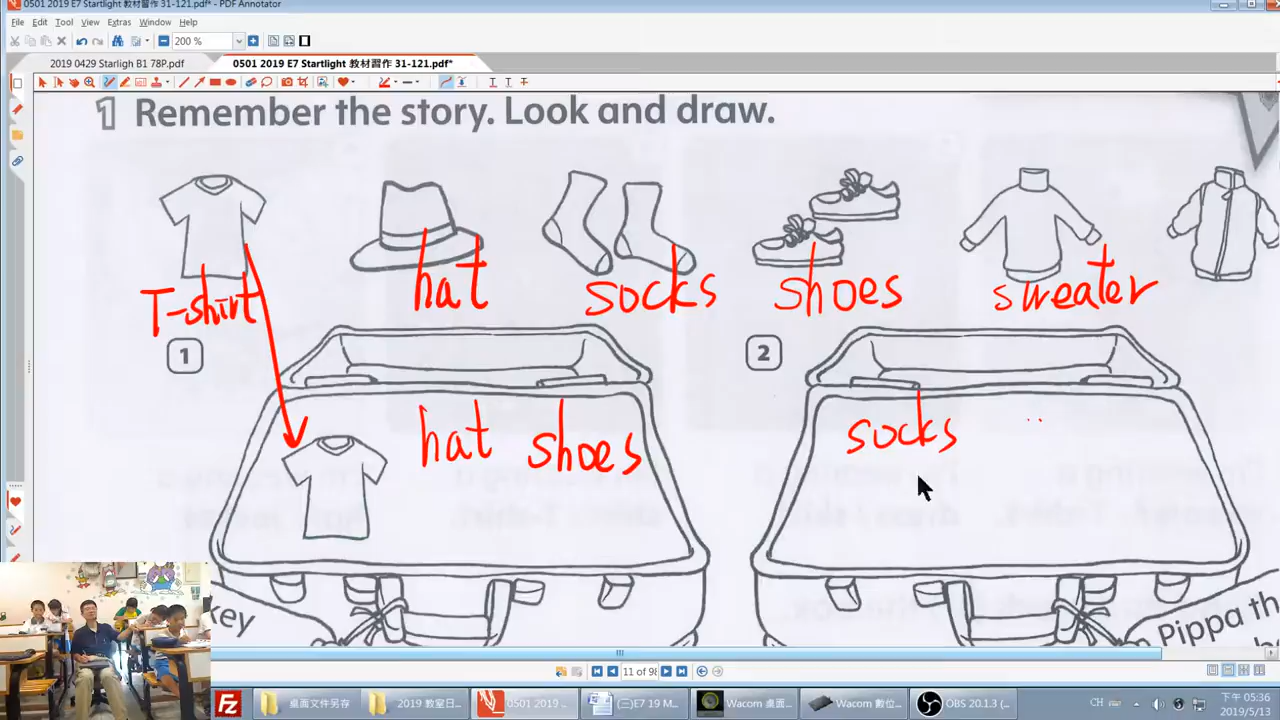 0501 2019 E7 Startlight 教材習作 31-121.pdf* - PDF Annotator
File Edit Tool View Extras Window Help
200 %
2019 0429 Starligh B1 78P.pdf
0501 2019 E7 Startlight 教材習作 31-121.pdf*
1 Remember the story. Look and draw.
T-shirt hat socks shoes sweater
1 2
hat shoes socks
key
Pippa th
11 of 98
桌面文件另存 2019 教室日... 0501 2019 E7 St... (三)E7 19 M... Wacom 桌面... Wacom 數位... OBS 20.1.3 (...
CH
下午 05:36
2019/5/13